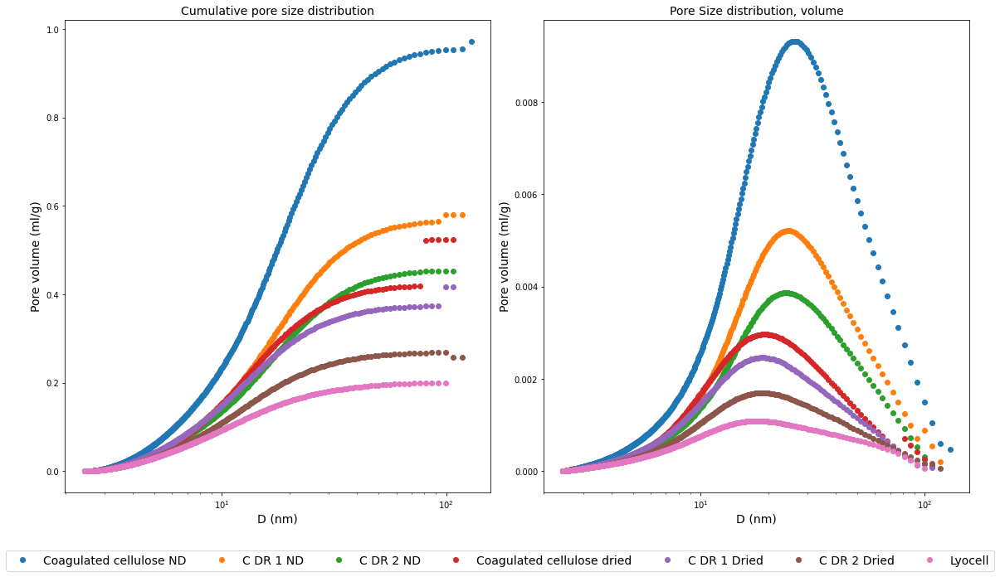 Cumulative pore size distribution
Pore volume (ml/g)
1.0
0.8
0.6
0.4
0.2
0.0
10¹
10²
D (nm)
Pore Size distribution, volume
Pore volume (ml/g)
0.008
0.006
0.004
0.002
0.000
10¹
10²
D (nm)
Coagulated cellulose ND
C DR 1 ND
C DR 2 ND
Coagulated cellulose dried
C DR 1 Dried
C DR 2 Dried
Lyocell